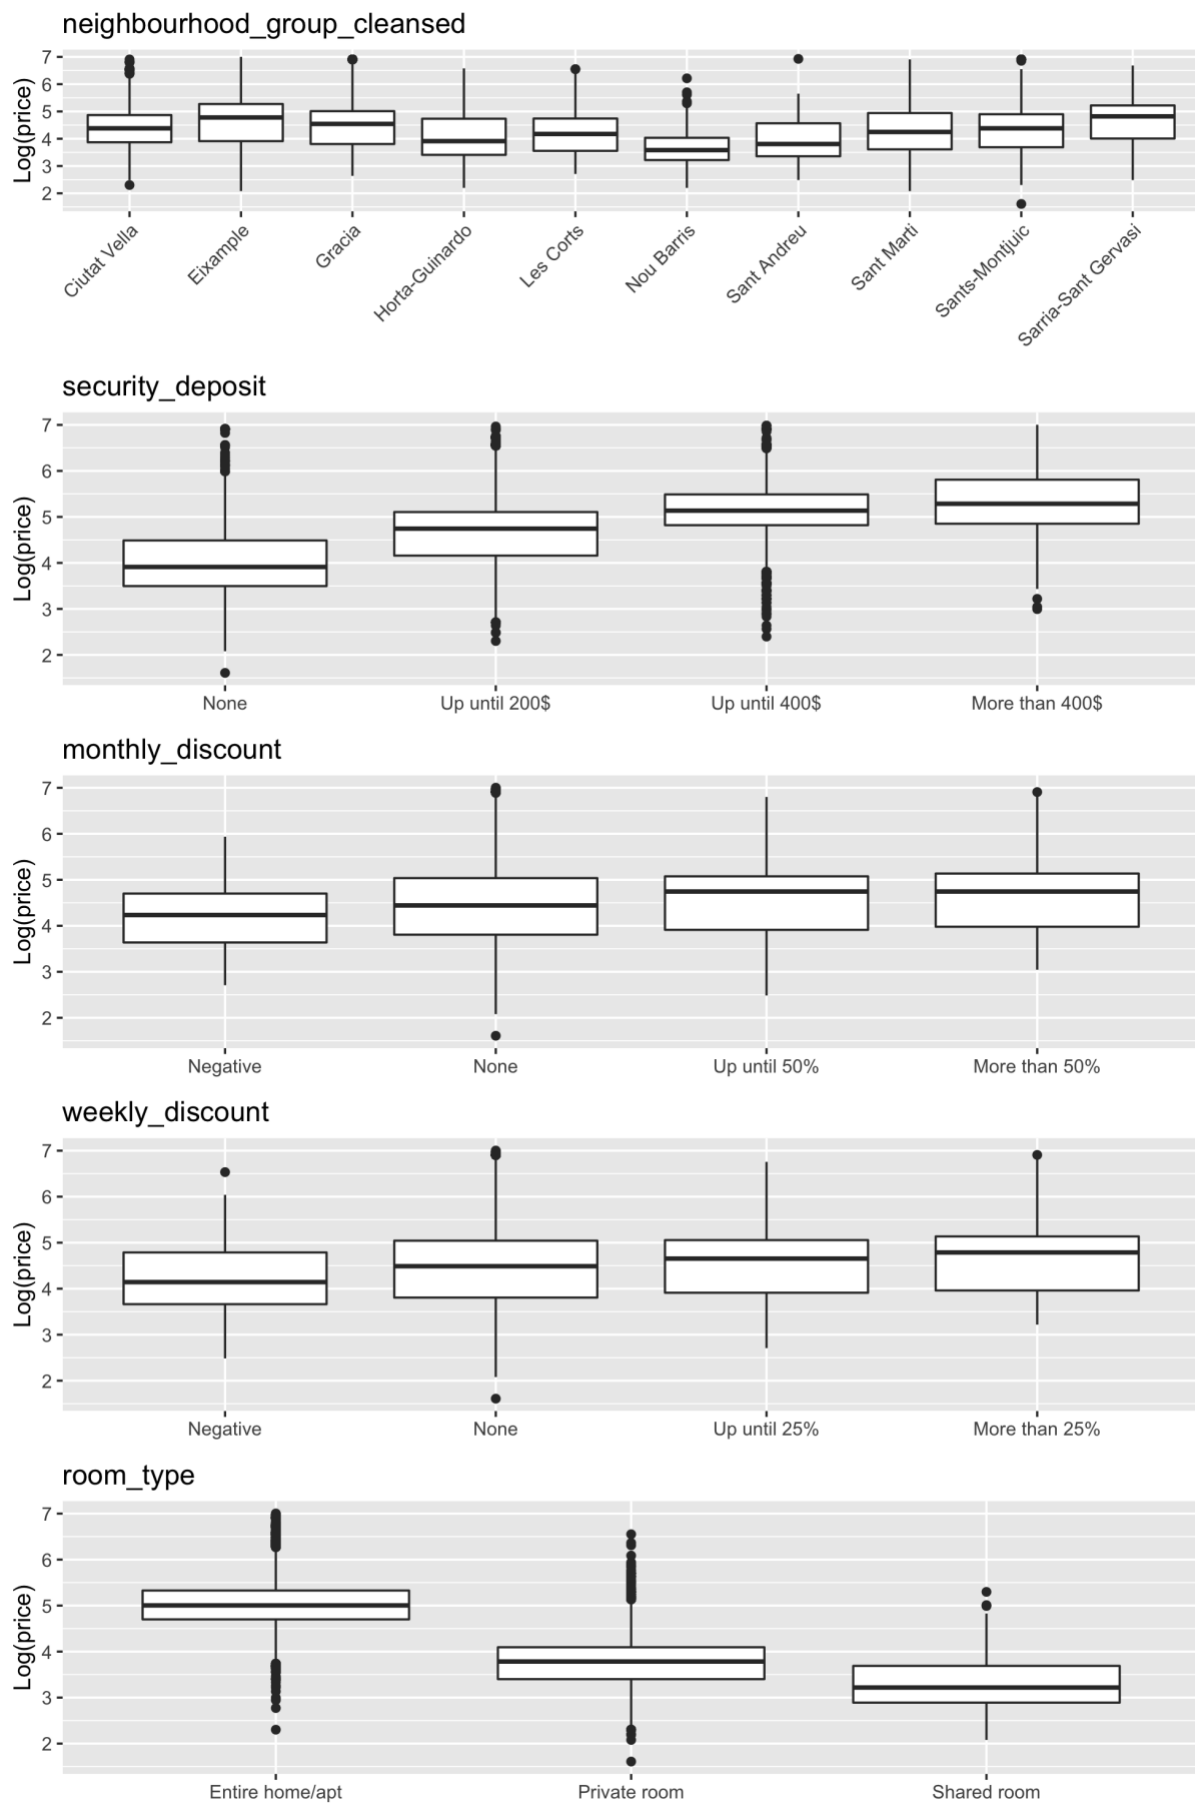 neighbourhood_group_cleansed
Log(price)
7
6
5
4
3
2
Ciutat Vella
Eixample
Gracia
Horta-Guinardo
Les Corts
Nou Barris
Sant Andreu
Sant Marti
Sants-Montjuic
Sarria-Sant Gervasi
security_deposit
Log(price)
7
6
5
4
3
2
None Up until 200$ Up until 400$ More than 400$
monthly_discount
Log(price)
7
6
5
4
3
2
Negative None Up until 50% More than 50%
weekly_discount
Log(price)
7
6
5
4
3
2
Negative None Up until 25% More than 25%
room_type
Log(price)
7
6
5
4
3
2
Entire home/apt Private room Shared room